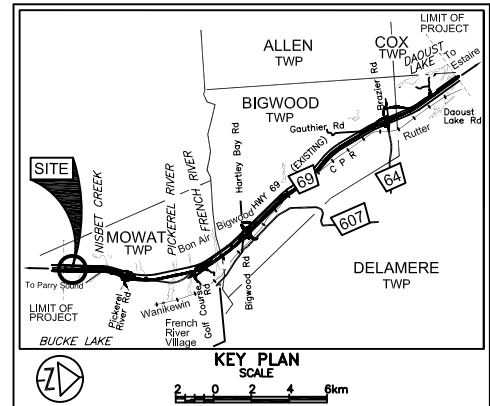 LIMIT OF
PROJECT
ALLEN
TWP
COX
TWP
DAOUST
LAKE
To
Estaire
BIGWOOD
TWP
Brazier Rd
Gauthier Rd
Daoust
Lake Rd
Hartley Bay Rd
(EXISTING)
HWY 69
C P R
Rutter
69
64
SITE
NISBET CREEK
PICKEREL RIVER
FRENCH RIVER
Bon Air
Bigwood
607
MOWAT
TWP
DELAMERE
TWP
To Parry Sound
LIMIT OF
PROJECT
Pickerel
River Rd
Wanikewin
French
River Village
Golf Course
Rd
Bigwood Rd
BUCKE LAKE
Z
KEY PLAN
SCALE
2 0 2 4 6km